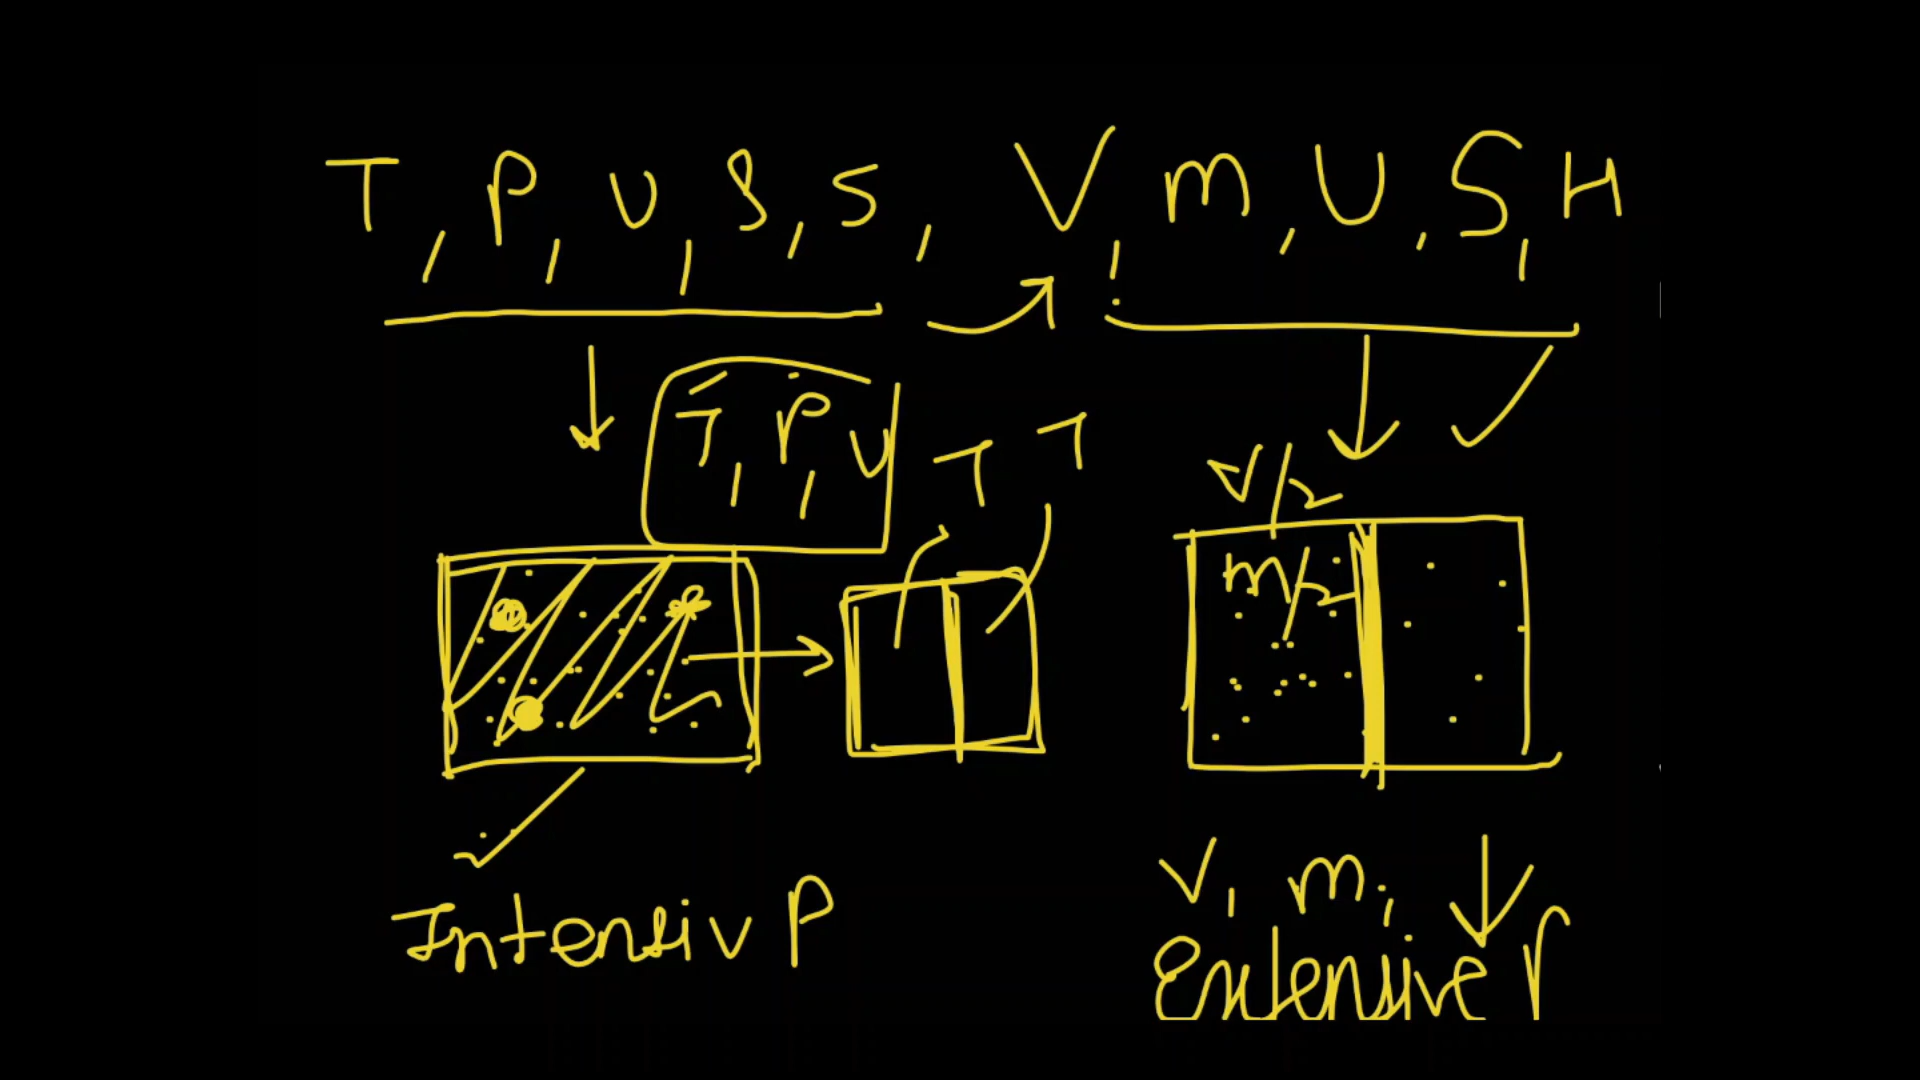 T, P, υ, ρ, s, V, m, U, S, H
T, P, υ
T T
V/2
m/2
Intensiv P
V, m,
Extensive P